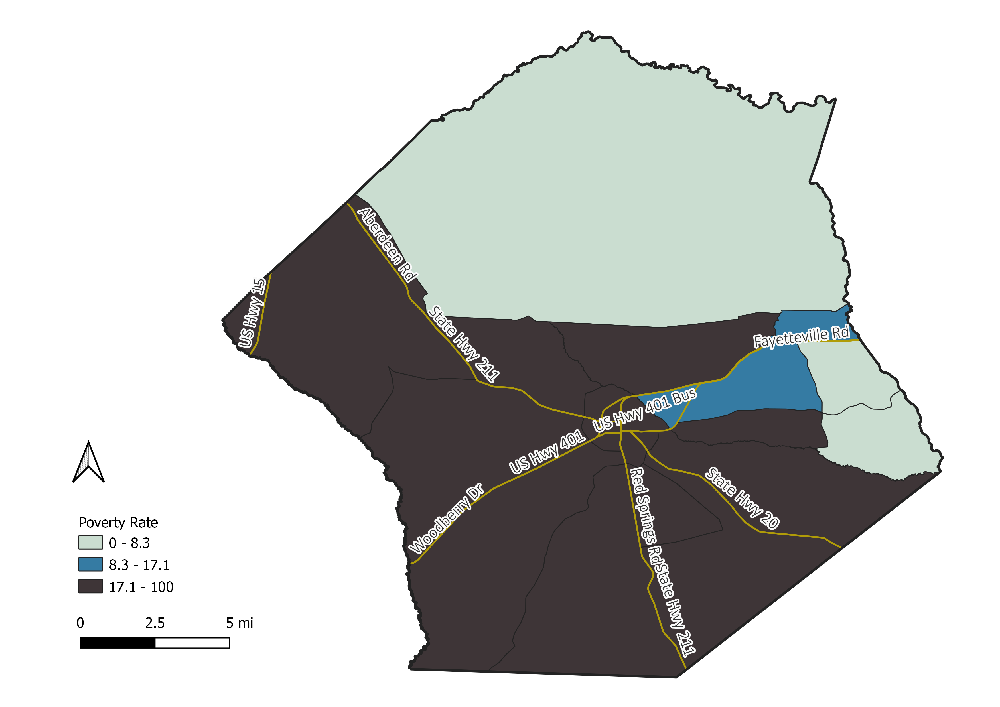 Aberdeen Rd
US Hwy 15
State Hwy 211
Fayetteville Rd
US Hwy 401 Bus
US Hwy 401
Woodberry Dr
Red Springs Rd
State Hwy 20
State Hwy 211
Poverty Rate
0 - 8.3
8.3 - 17.1
17.1 - 100
0 2.5 5 mi